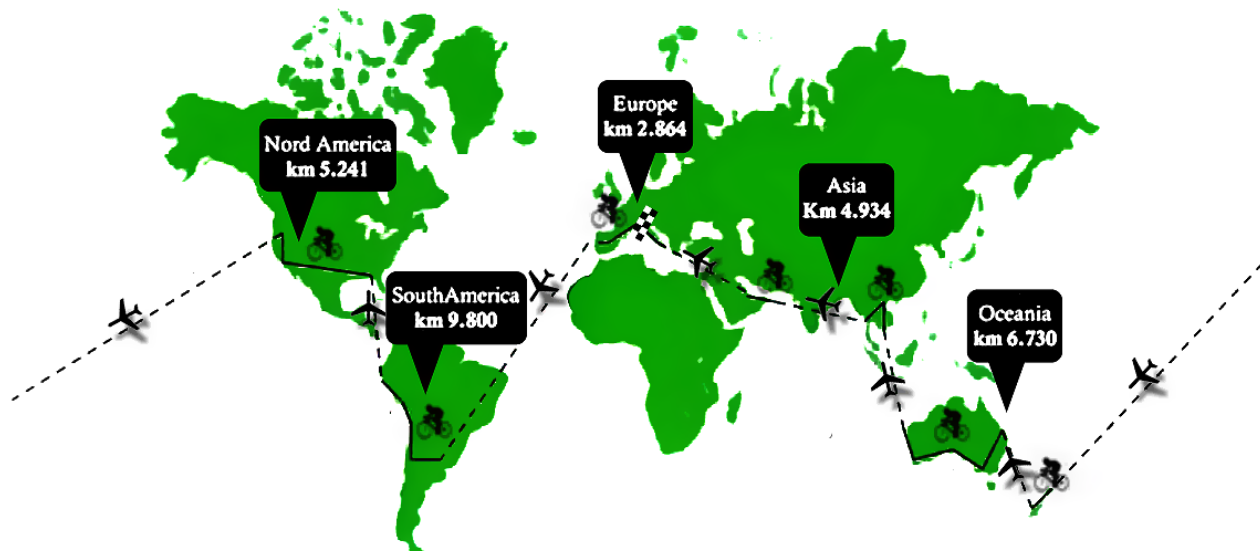 Europe
km 2.864
Nord America
km 5.241
Asia
Km 4.934
SouthAmerica
km 9.800
Oceania
km 6.730